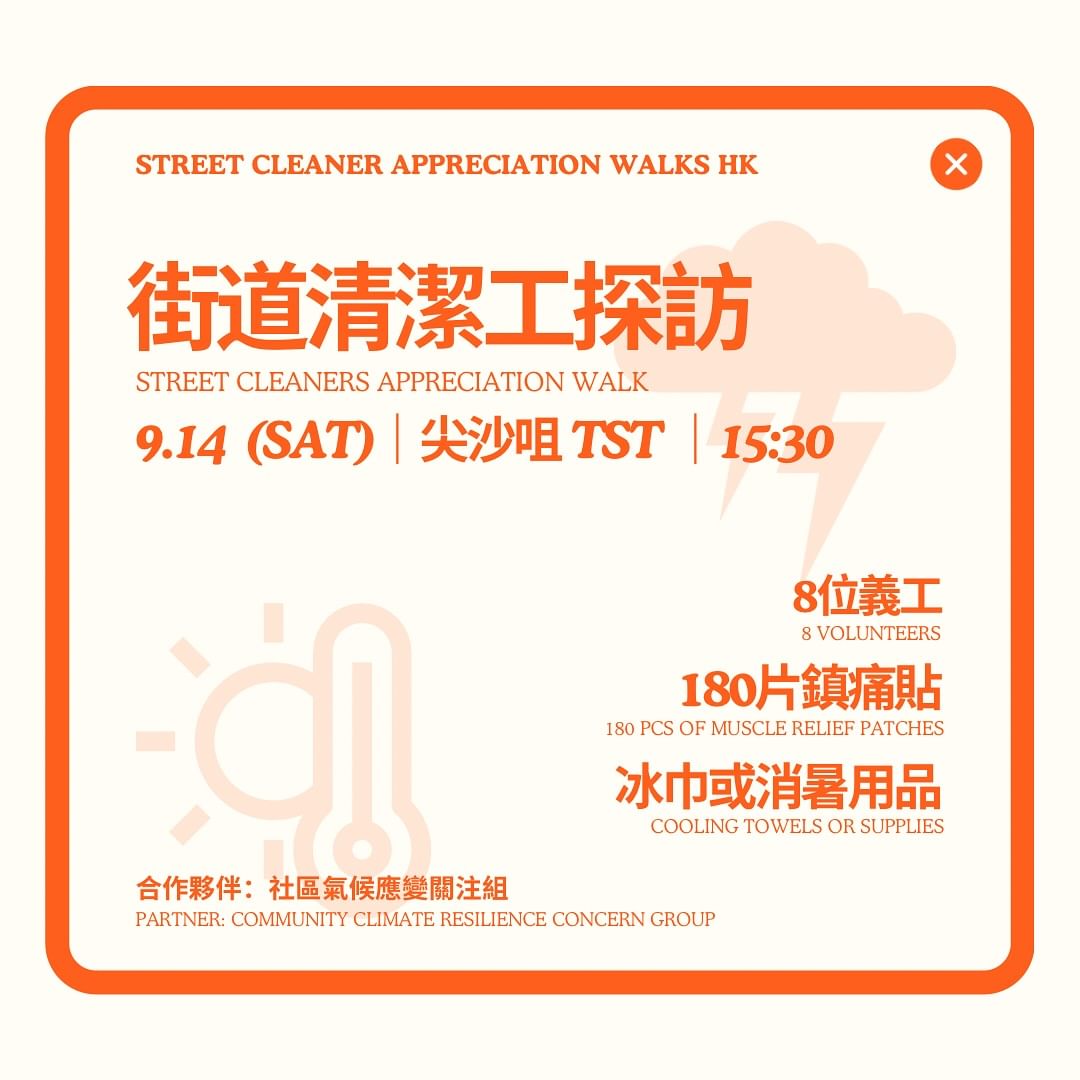 STREET CLEANER APPRECIATION WALKS HK
街道清潔工探訪
STREET CLEANERS APPRECIATION WALK
9.14 (SAT)｜尖沙咀 TST｜15:30
8位義工
8 VOLUNTEERS
180片鎮痛貼
180 PCS OF MUSCLE RELIEF PATCHES
冰巾或消暑用品
COOLING TOWELS OR SUPPLIES
合作夥伴：社區氣候應變關注組
PARTNER: COMMUNITY CLIMATE RESILIENCE CONCERN GROUP